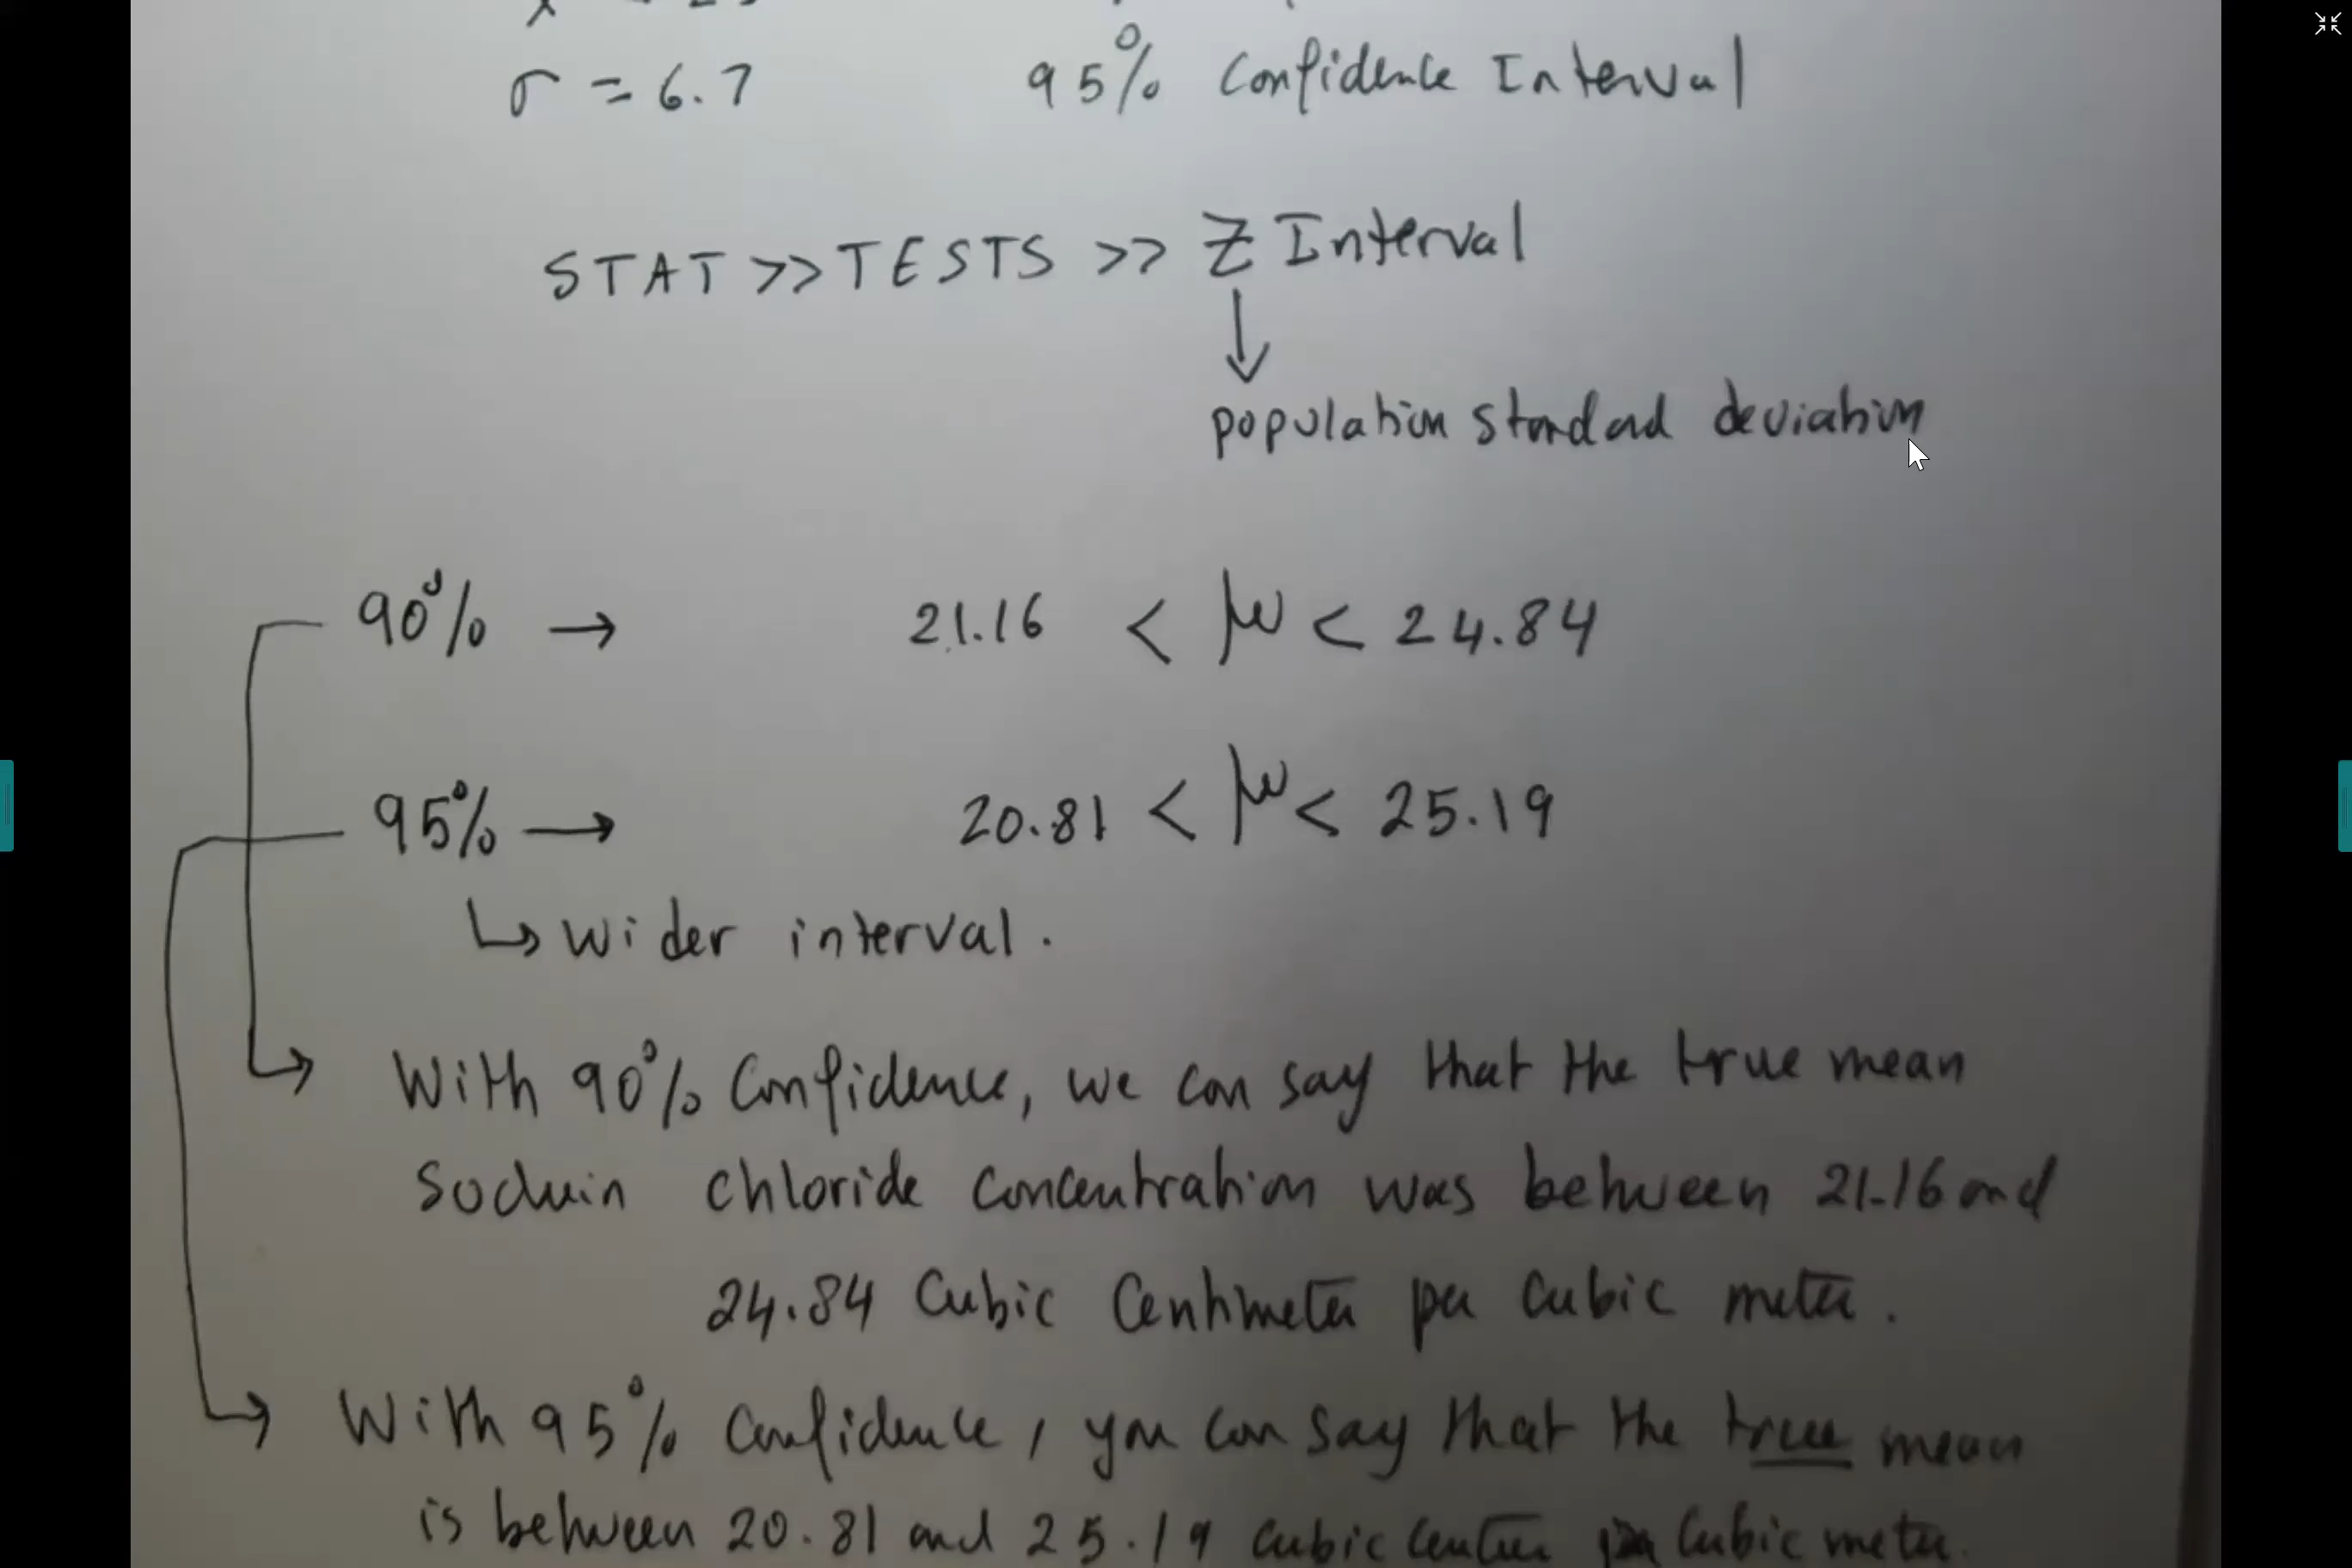 σ = 6.7 95% Confidence Interval
STAT >> TESTS >> Z Interval
population standard deviation
90% → 21.16 < μ < 24.84
95% → 20.81 < μ < 25.19
↳ wider interval.
With 90% Confidence, we can say that the true mean
Sodium chloride concentration was between 21.16 and
24.84 Cubic Centimeter per Cubic meter.
With 95% Confidence, you can say that the true mean
is between 20.81 and 25.19 cubic Cubic meter.